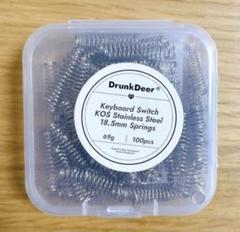 DrunkDeer®
Keyboard Switch
KOS Stainless Steel
18.5mm Springs
69g 100pcs